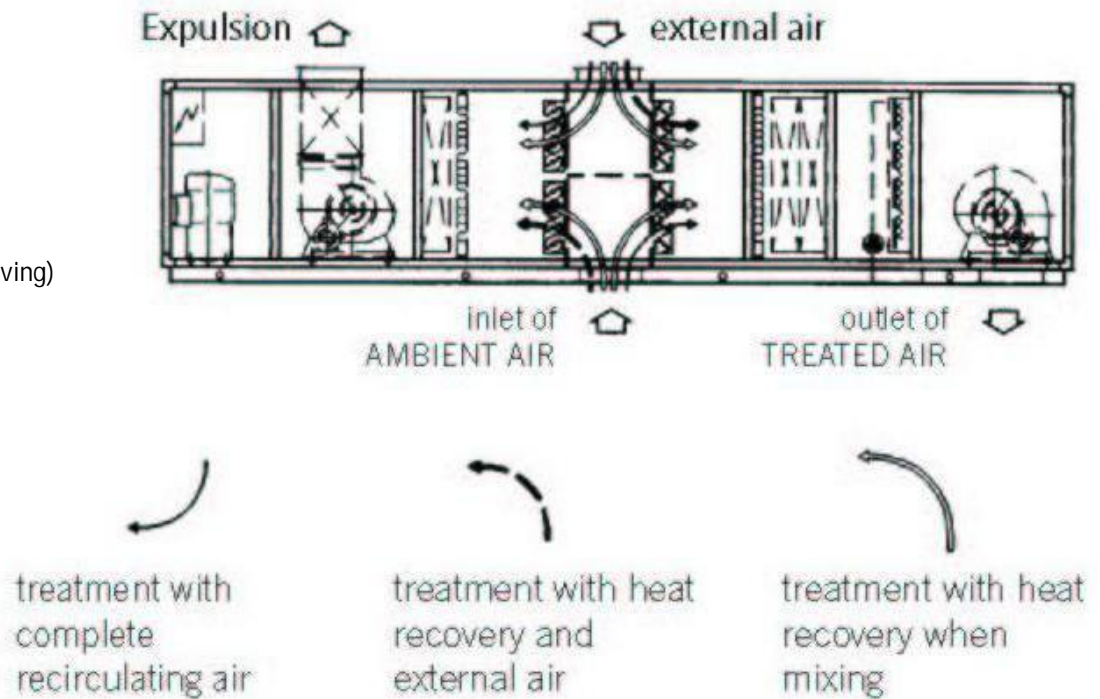 Expulsion
external air
ving)
inlet of
AMBIENT AIR
outlet of
TREATED AIR
treatment with
complete
recirculating air
treatment with heat
recovery and
external air
treatment with heat
recovery when
mixing